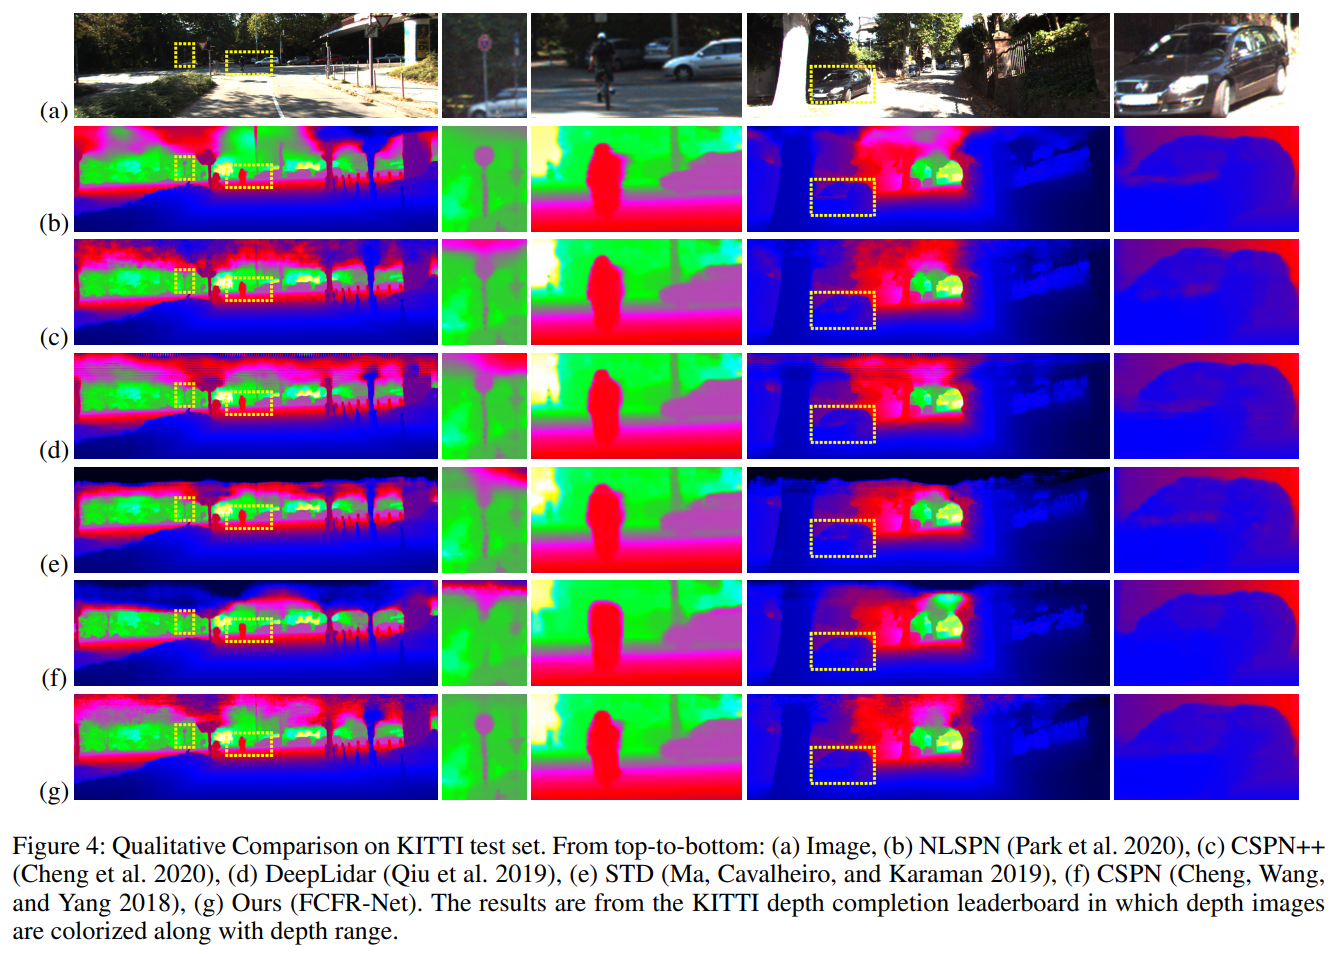 (a)
(b)
(c)
(d)
(e)
(f)
(g)
Figure 4: Qualitative Comparison on KITTI test set. From top-to-bottom: (a) Image, (b) NLSPN (Park et al. 2020), (c) CSPN++
(Cheng et al. 2020), (d) DeepLidar (Qiu et al. 2019), (e) STD (Ma, Cavalheiro, and Karaman 2019), (f) CSPN (Cheng, Wang,
and Yang 2018), (g) Ours (FCFR-Net). The results are from the KITTI depth completion leaderboard in which depth images
are colorized along with depth range.